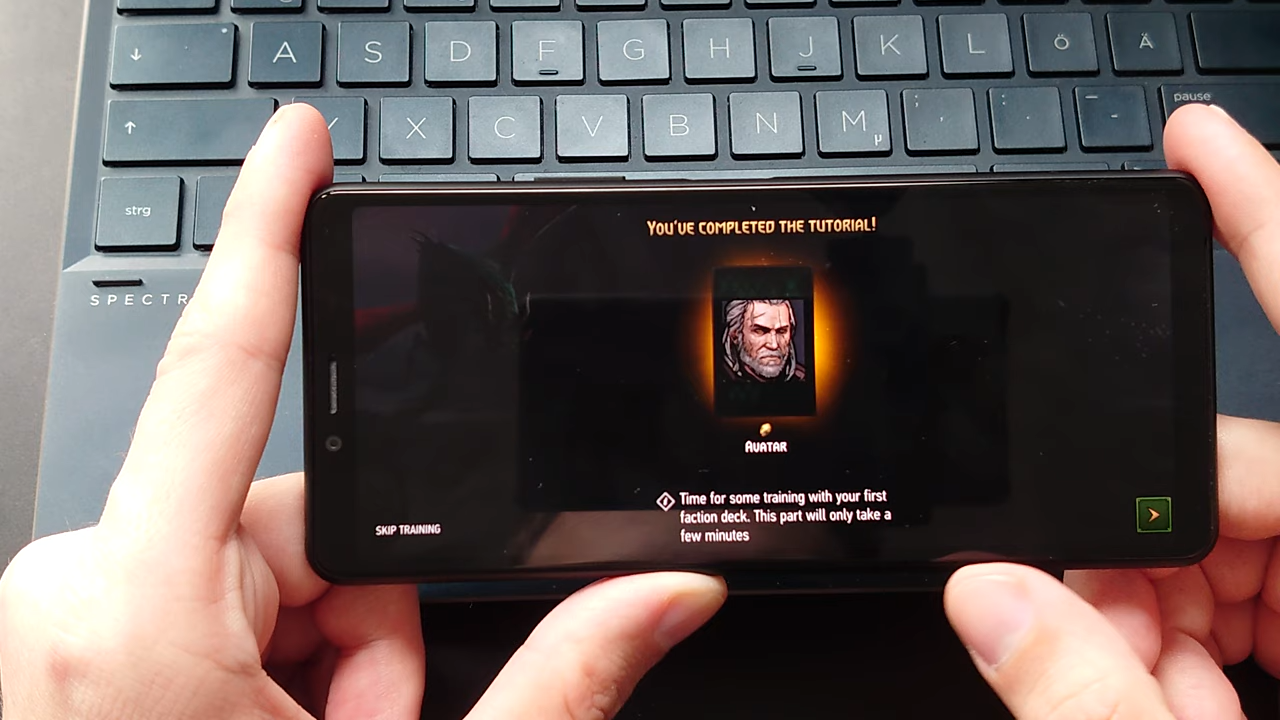 ↓ A S D F G H J K L Ö Ä
↑ Y X C V B N M µ ; , : . _ - pause
strg
SPECTR
YOU'VE COMPLETED THE TUTORIAL!
AVATAR
Time for some training with your first
faction deck. This part will only take a
few minutes
SKIP TRAINING